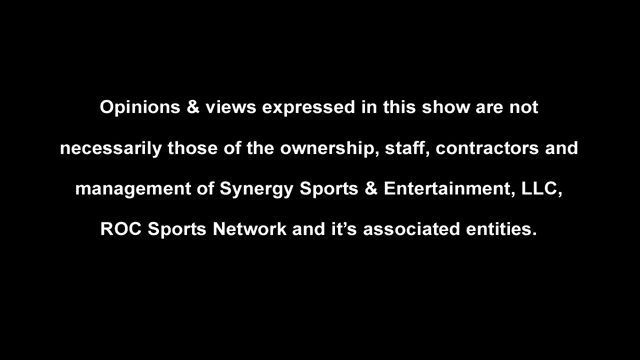 Opinions & views expressed in this show are not
necessarily those of the ownership, staff, contractors and
management of Synergy Sports & Entertainment, LLC,
ROC Sports Network and it’s associated entities.